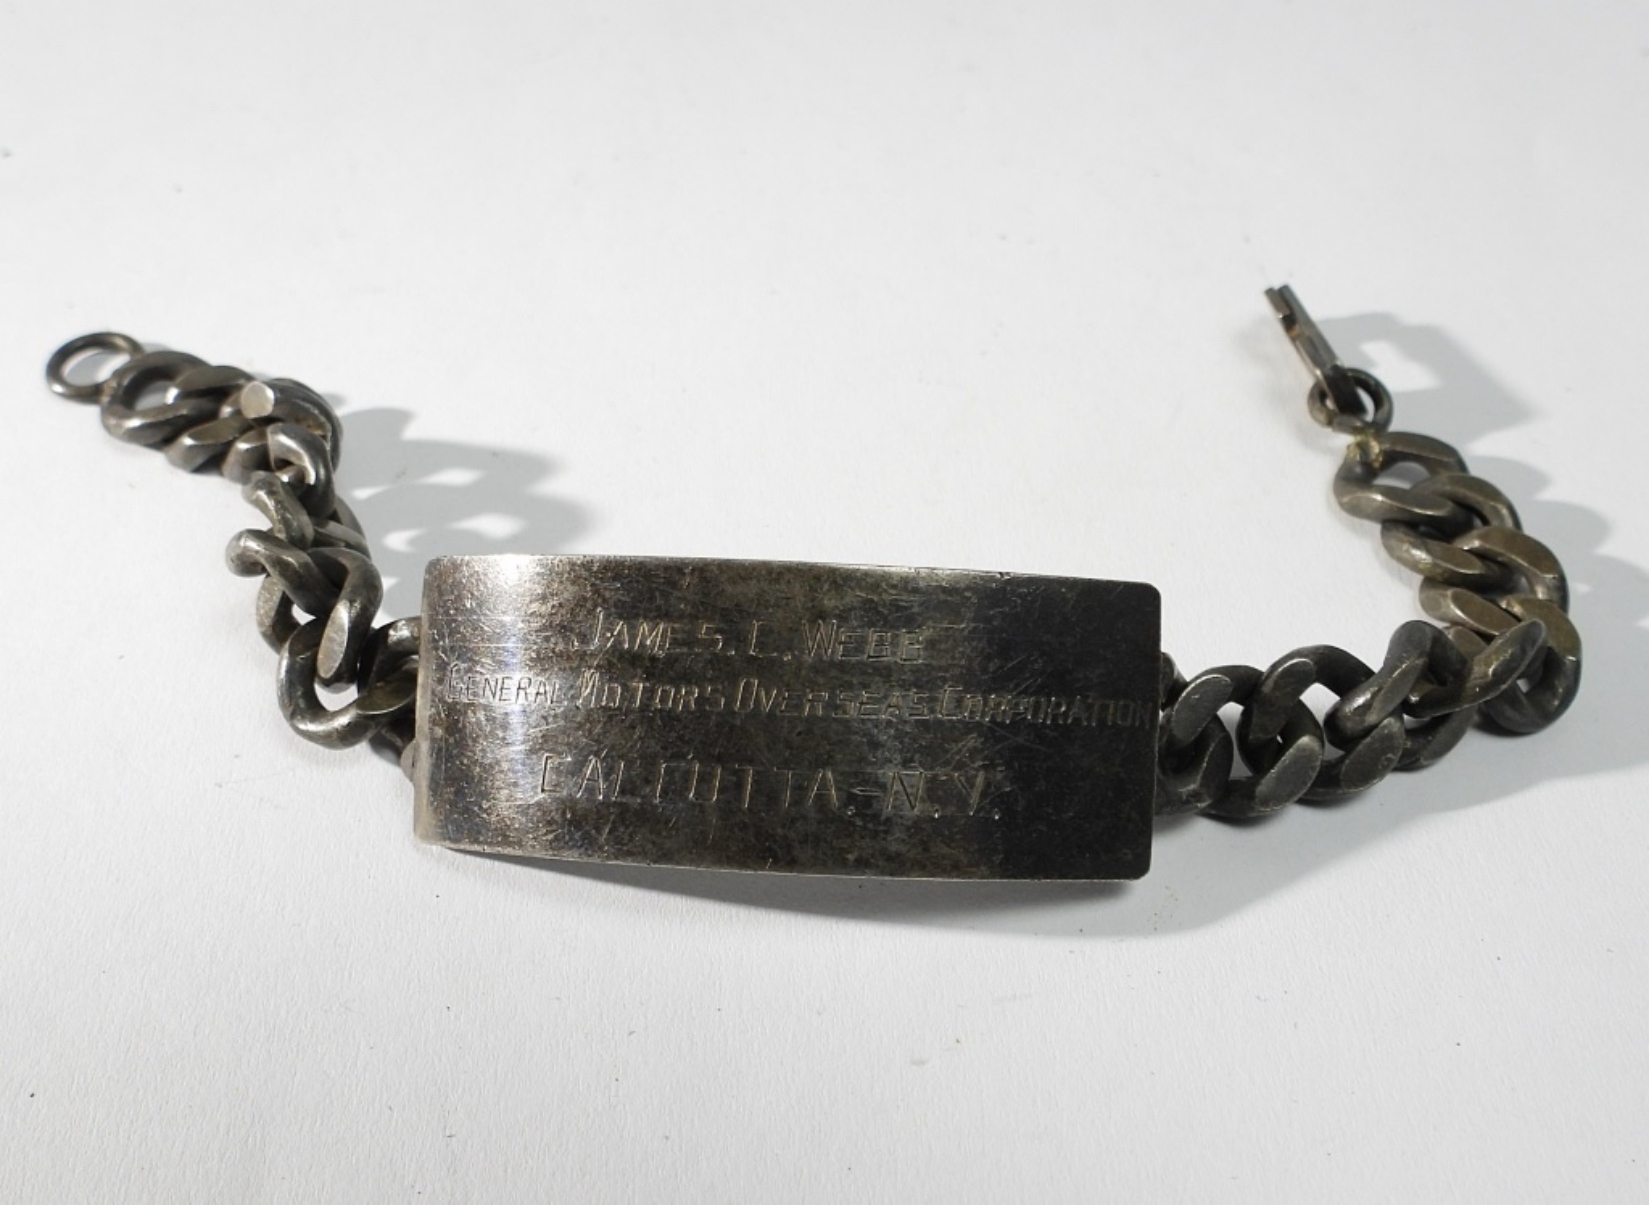 JAMES. C. WEBB
GENERAL MOTORS OVERSEAS CORPORATION
CALCUTTA.-N.Y.